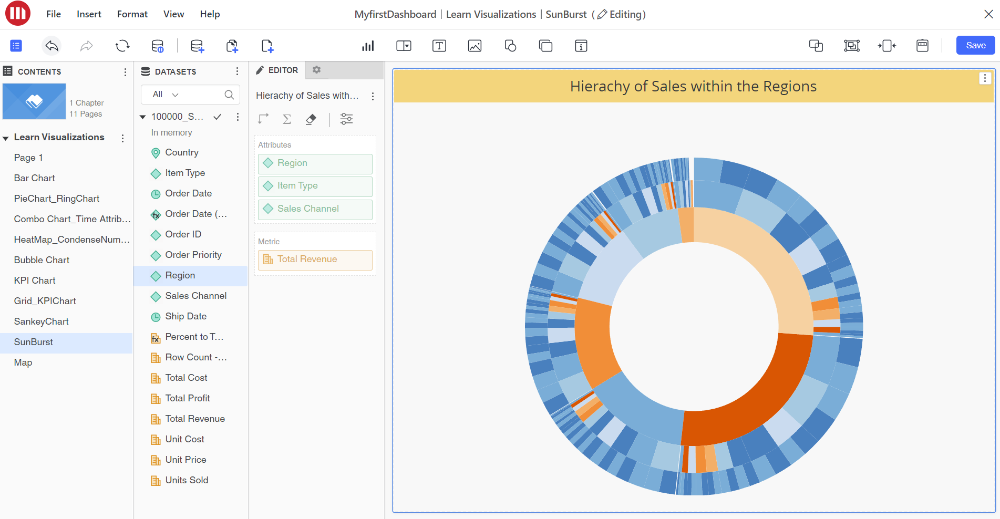 File Insert Format View Help
MyfirstDashboard | Learn Visualizations | SunBurst ( Editing)
Save
CONTENTS
1 Chapter
11 Pages
Learn Visualizations
Page 1
Bar Chart
PieChart_RingChart
Combo Chart_Time Attrib...
HeatMap_CondenseNum...
Bubble Chart
KPI Chart
Grid_KPIChart
SankeyChart
SunBurst
Map
DATASETS
All
100000_S...
In memory
Country
Item Type
Order Date
Order Date (...
Order ID
Order Priority
Region
Sales Channel
Ship Date
Percent to T...
Row Count -...
Total Cost
Total Profit
Total Revenue
Unit Cost
Unit Price
Units Sold
EDITOR
Hierachy of Sales with...
Attributes
Region
Item Type
Sales Channel
Metric
Total Revenue
Hierachy of Sales within the Regions